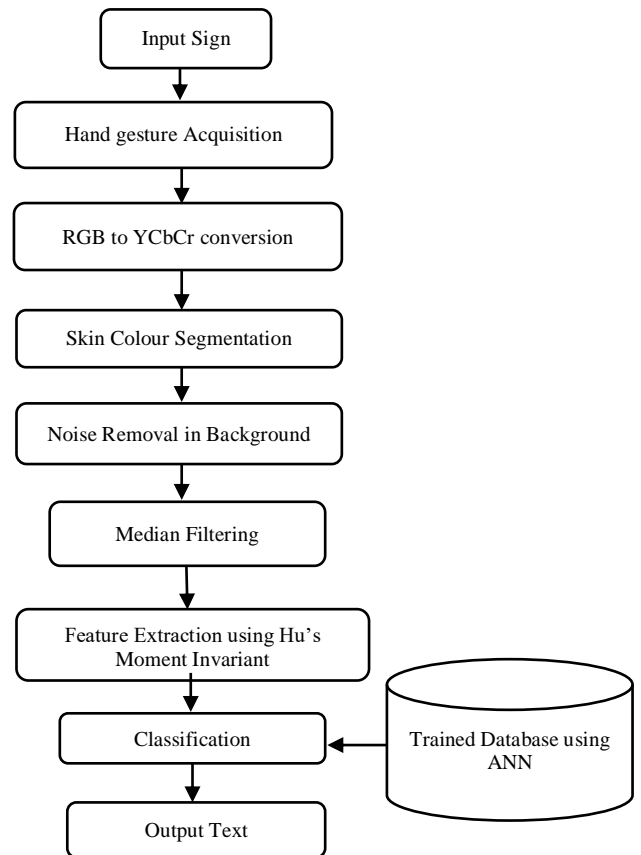 Input Sign
Hand gesture Acquisition
RGB to YCbCr conversion
Skin Colour Segmentation
Noise Removal in Background
Median Filtering
Feature Extraction using Hu’s
Moment Invariant
Classification
Trained Database using
ANN
Output Text